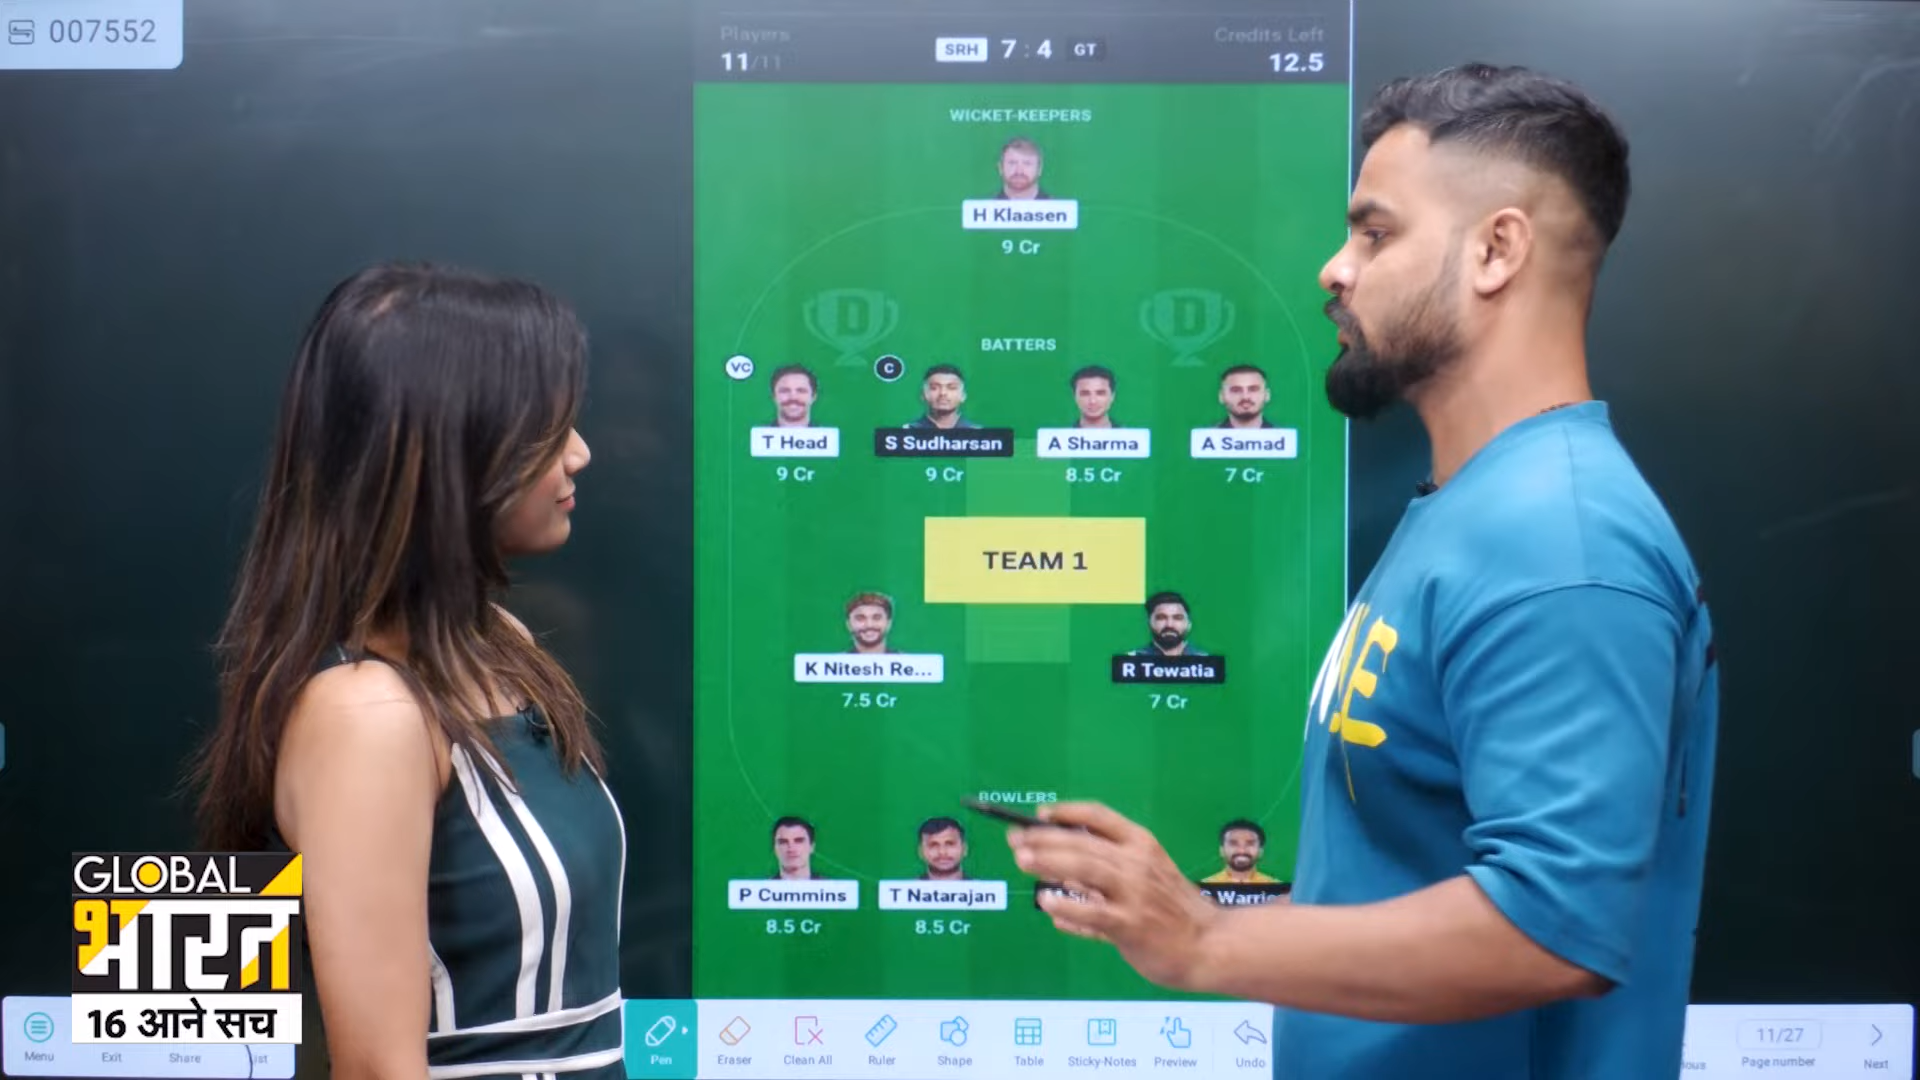 007552
Players
11/11
SRH 7 : 4 GT
Credits Left
12.5
WICKET-KEEPERS
H Klaasen
9 Cr
D
D
BATTERS
VC
C
T Head
S Sudharsan
A Sharma
A Samad
9 Cr
9 Cr
8.5 Cr
7 Cr
TEAM 1
K Nitesh Re...
R Tewatia
7.5 Cr
7 Cr
BOWLERS
P Cummins
T Natarajan
8.5 Cr
8.5 Cr
GLOBAL
भारत
16 आने सच
Menu
Exit
Share
Pen
Eraser
Clean All
Ruler
Shape
Table
Sticky-Notes
Preview
Undo
11/27
Page number
Next